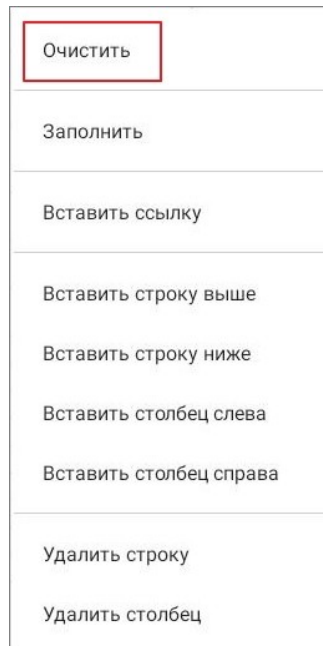 Очистить
Заполнить
Вставить ссылку
Вставить строку выше
Вставить строку ниже
Вставить столбец слева
Вставить столбец справа
Удалить строку
Удалить столбец